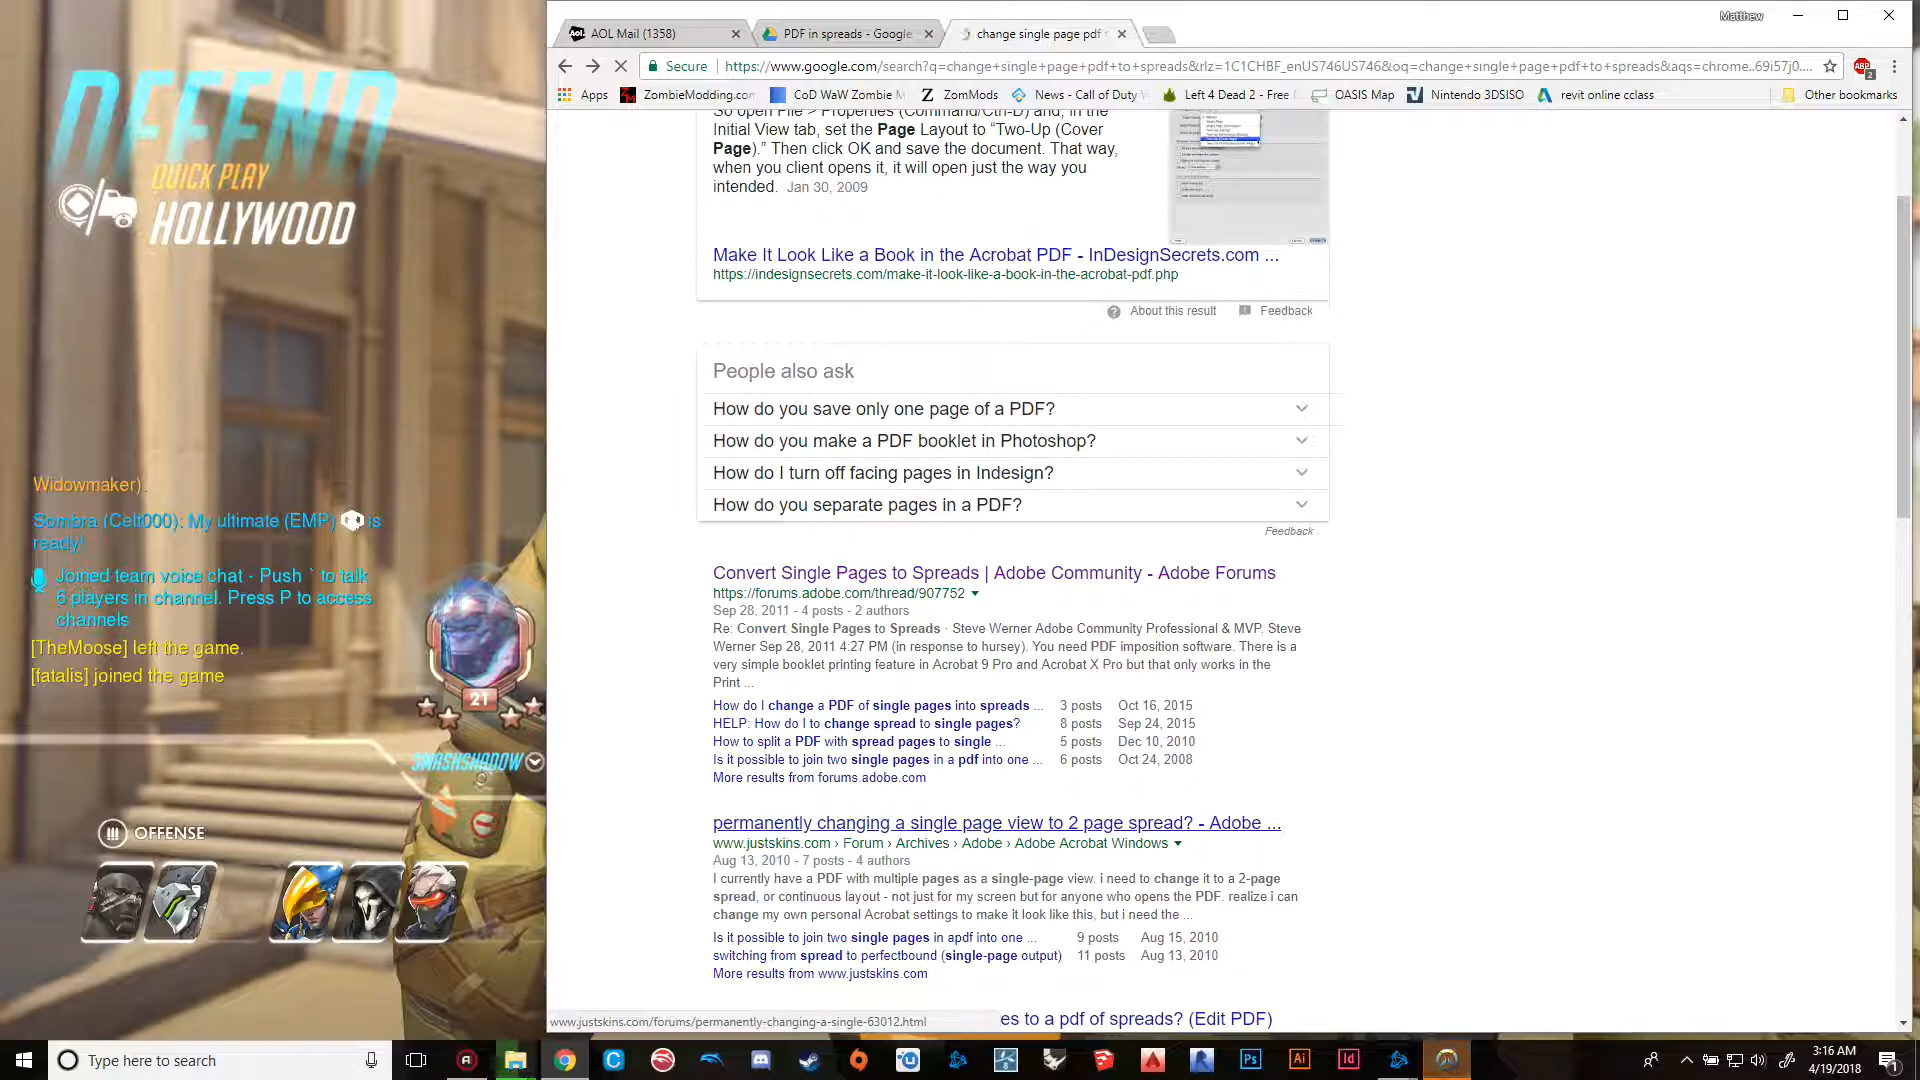 DEFEND
QUICK PLAY
HOLLYWOOD
Widowmaker).
Sombra (Celt000): My ultimate (EMP) is
ready!
Joined team voice chat - Push ` to talk
6 players in channel. Press P to access
channels
[TheMoose] left the game.
[fatalis] joined the game
21
SMASHSHADOW
OFFENSE
Matthew
AOL Mail (1358)
PDF in spreads - Google
change single page pdf
Secure
https://www.google.com/search?q=change+single+page+pdf+to+spreads&rlz=1C1CHBF_enUS746US746&oq=change+single+page+pdf+to+spreads&aqs=chrome..69i57j0....
ABP
2
Apps
ZombieModding.com
CoD WaW Zombie M
ZomMods
News - Call of Duty
Left 4 Dead 2 - Free
OASIS Map
Nintendo 3DSISO
revit online cclass
Other bookmarks
So open File > Properties (Command/Ctrl-D) and, in the
Initial View tab, set the Page Layout to “Two-Up (Cover
Page).” Then click OK and save the document. That way,
when you client opens it, it will open just the way you
intended. Jan 30, 2009
Make It Look Like a Book in the Acrobat PDF - InDesignSecrets.com ...
https://indesignsecrets.com/make-it-look-like-a-book-in-the-acrobat-pdf.php
About this result
Feedback
People also ask
How do you save only one page of a PDF?
How do you make a PDF booklet in Photoshop?
How do I turn off facing pages in Indesign?
How do you separate pages in a PDF?
Feedback
Convert Single Pages to Spreads | Adobe Community - Adobe Forums
https://forums.adobe.com/thread/907752
Sep 28, 2011 - 4 posts - 2 authors
Re: Convert Single Pages to Spreads · Steve Werner Adobe Community Professional & MVP. Steve
Werner Sep 28, 2011 4:27 PM (in response to hursey). You need PDF imposition software. There is a
very simple booklet printing feature in Acrobat 9 Pro and Acrobat X Pro but that only works in the
Print ...
How do I change a PDF of single pages into spreads ... 3 posts Oct 16, 2015
HELP: How do I to change spread to single pages? 8 posts Sep 24, 2015
How to split a PDF with spread pages to single ... 5 posts Dec 10, 2010
Is it possible to join two single pages in a pdf into one ... 6 posts Oct 24, 2008
More results from forums.adobe.com
permanently changing a single page view to 2 page spread? - Adobe ...
www.justskins.com › Forum › Archives › Adobe › Adobe Acrobat Windows
Aug 13, 2010 - 7 posts - 4 authors
I currently have a PDF with multiple pages as a single-page view. i need to change it to a 2-page
spread, or continuous layout - not just for my screen but for anyone who opens the PDF. realize i can
change my own personal Acrobat settings to make it look like this, but i need the ...
Is it possible to join two single pages in apdf into one ... 9 posts Aug 15, 2010
switching from spread to perfectbound (single-page output) 11 posts Aug 13, 2010
More results from www.justskins.com
es to a pdf of spreads? (Edit PDF)
www.justskins.com/forums/permanently-changing-a-single-63012.html
Type here to search
Ps
Ai
Id
3:16 AM
4/19/2018
1